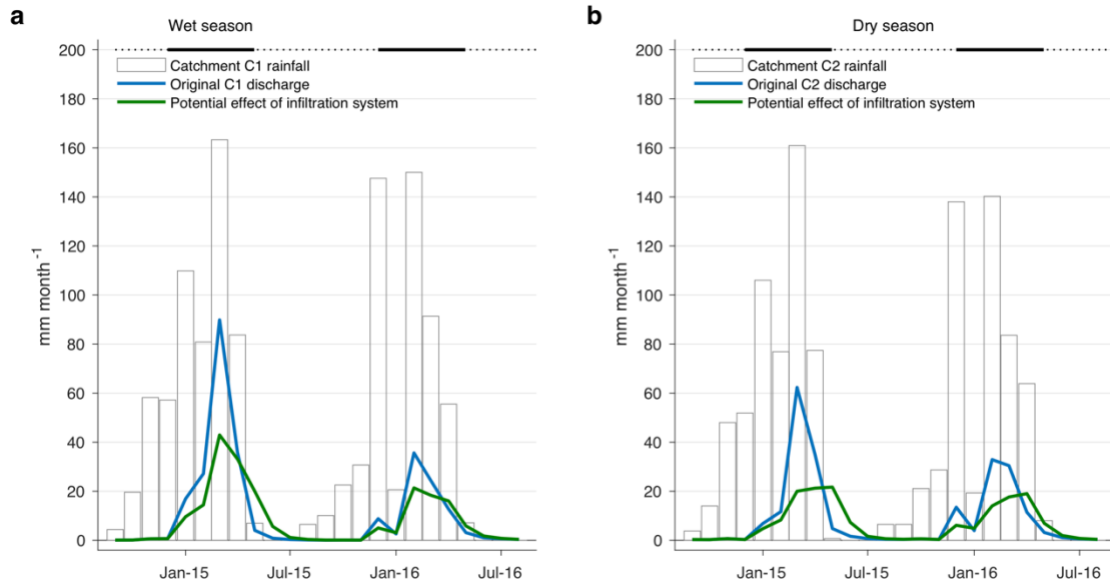 a
Wet season
200
180
160
140
120
100
80
60
40
20
0
mm month-1
Catchment C1 rainfall
Original C1 discharge
Potential effect of infiltration system
Jan-15
Jul-15
Jan-16
Jul-16
b
Dry season
200
180
160
140
120
100
80
60
40
20
0
mm month-1
Catchment C2 rainfall
Original C2 discharge
Potential effect of infiltration system
Jan-15
Jul-15
Jan-16
Jul-16